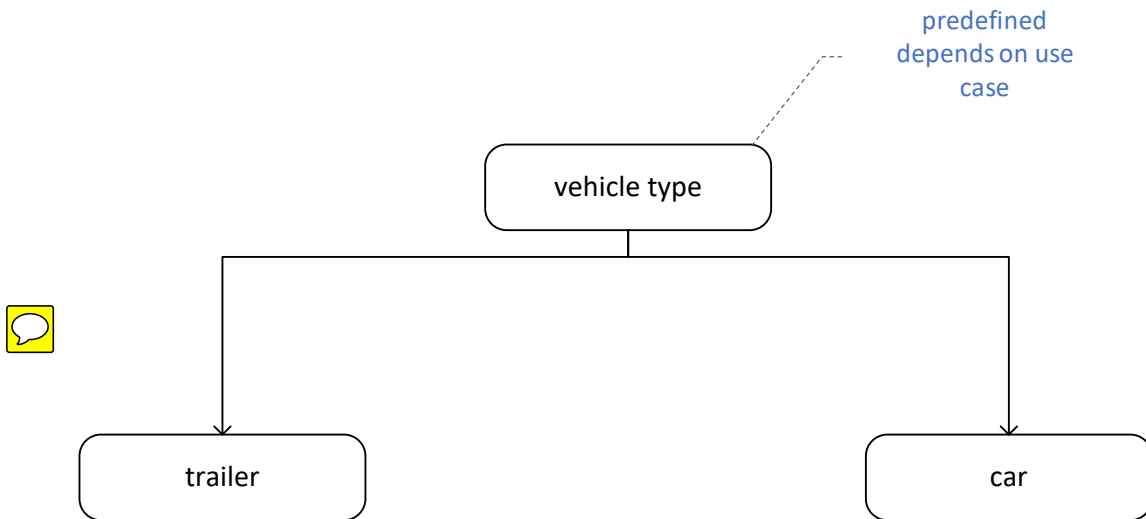 predefined
depends on use
case
vehicle type
trailer
car